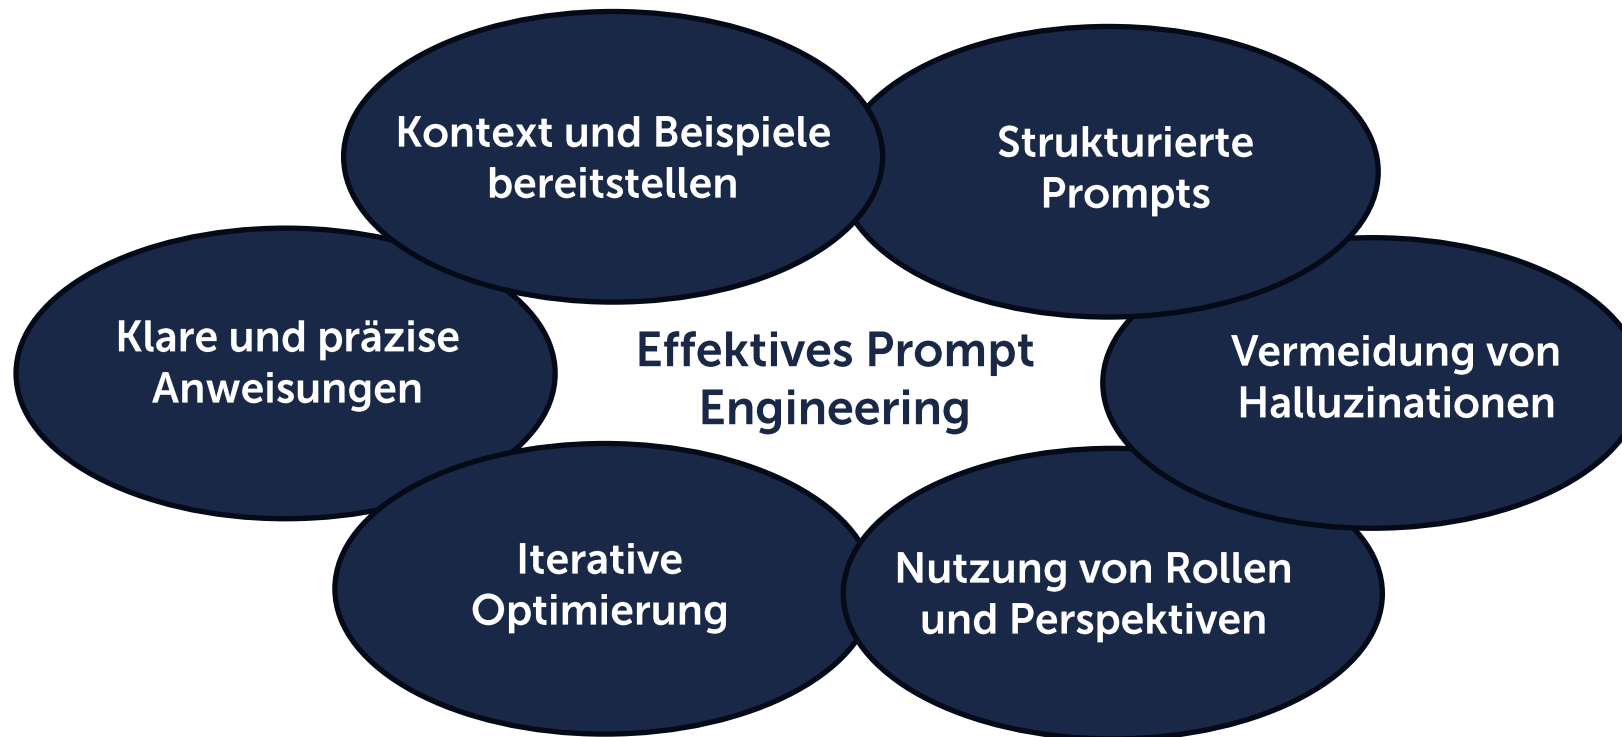 Kontext und Beispiele
bereitstellen
Strukturierte
Prompts
Klare und präzise
Anweisungen
Effektives Prompt
Engineering
Vermeidung von
Halluzinationen
Iterative
Optimierung
Nutzung von Rollen
und Perspektiven